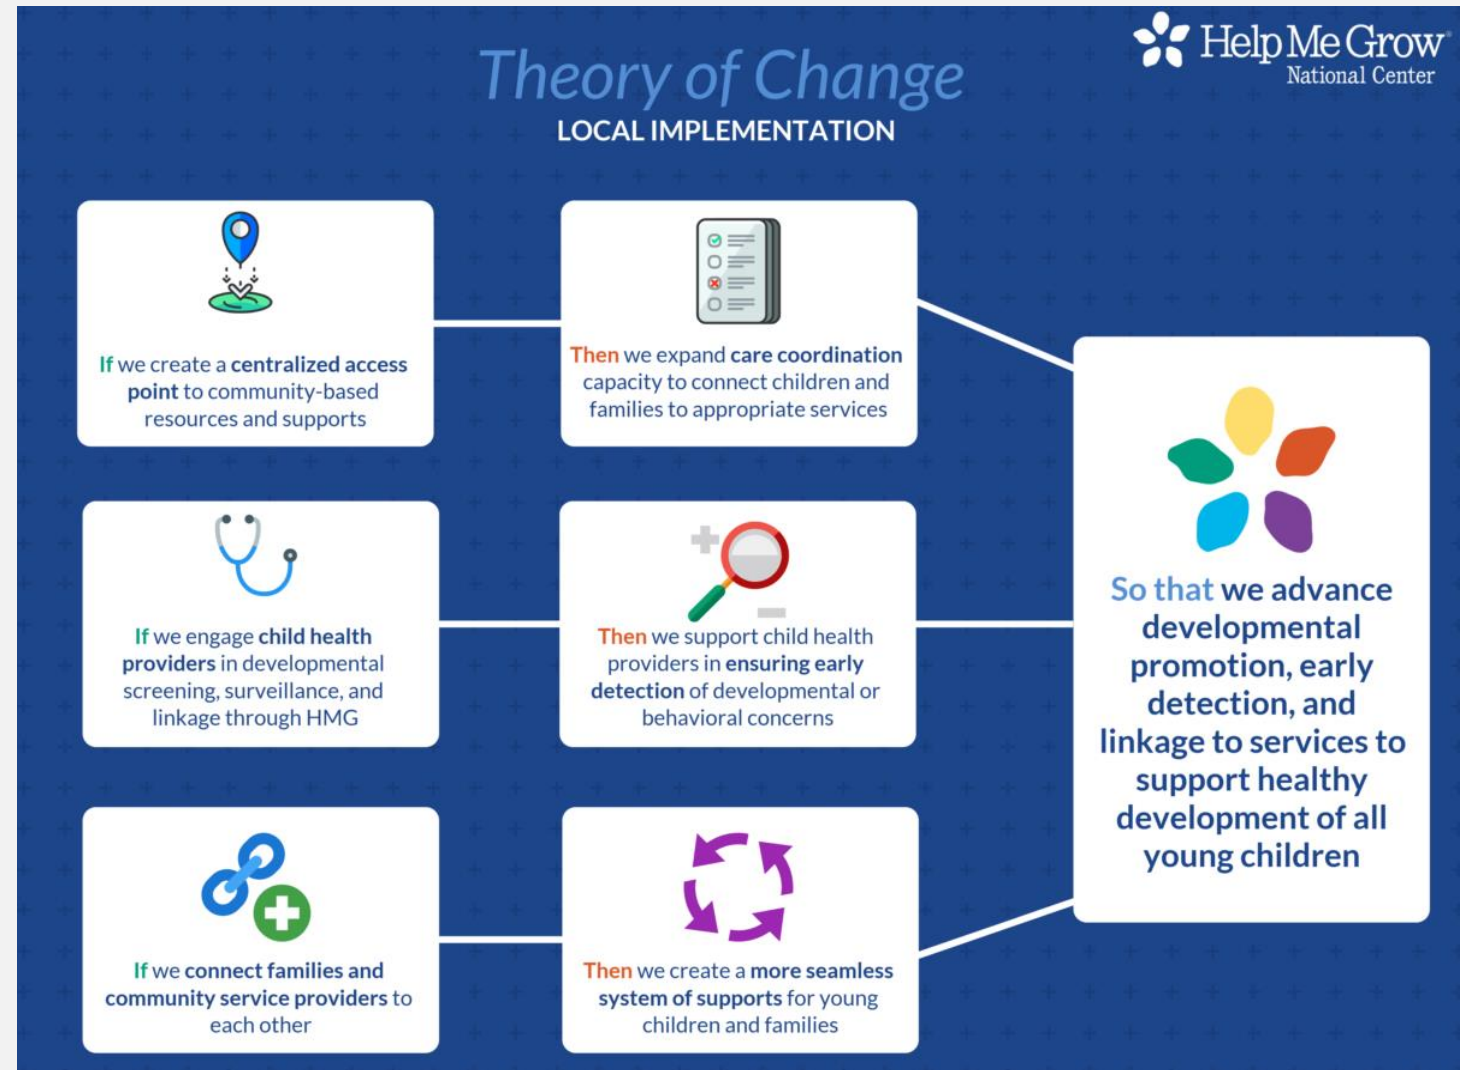 Theory of Change
LOCAL IMPLEMENTATION
Help Me Grow®
National Center
If we create a centralized access
point to community-based
resources and supports
Then we expand care coordination
capacity to connect children and
families to appropriate services
If we engage child health
providers in developmental
screening, surveillance, and
linkage through HMG
Then we support child health
providers in ensuring early
detection of developmental or
behavioral concerns
If we connect families and
community service providers to
each other
Then we create a more seamless
system of supports for young
children and families
So that we advance
developmental
promotion, early
detection, and
linkage to services to
support healthy
development of all
young children